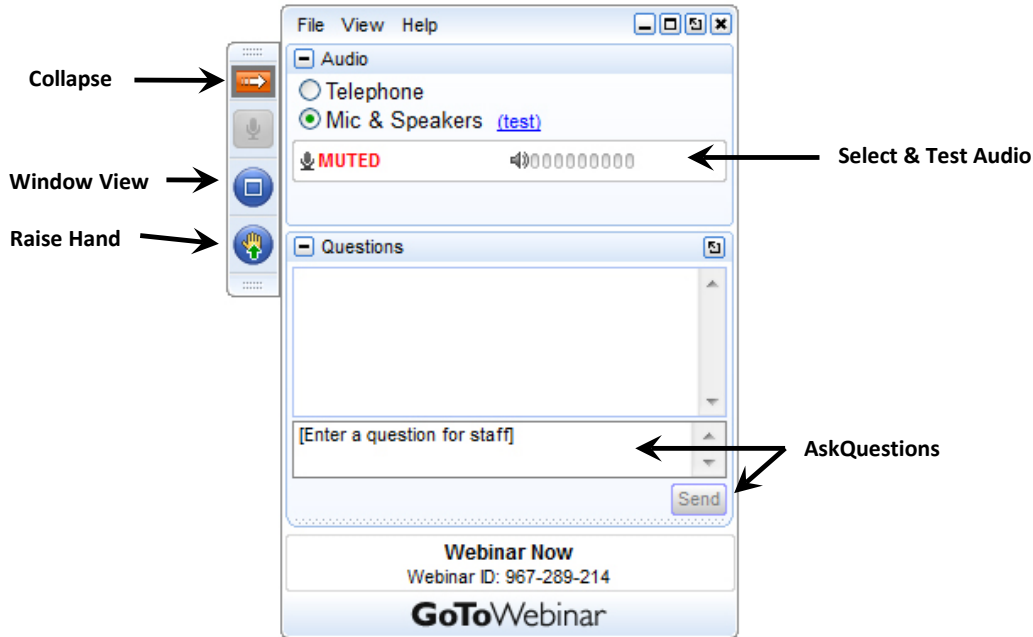 File View Help
Audio
Collapse
Telephone
Mic & Speakers (test)
MUTED
Select & Test Audio
Window View
Raise Hand
Questions
[Enter a question for staff]
AskQuestions
Send
Webinar Now
Webinar ID: 967-289-214
GoToWebinar